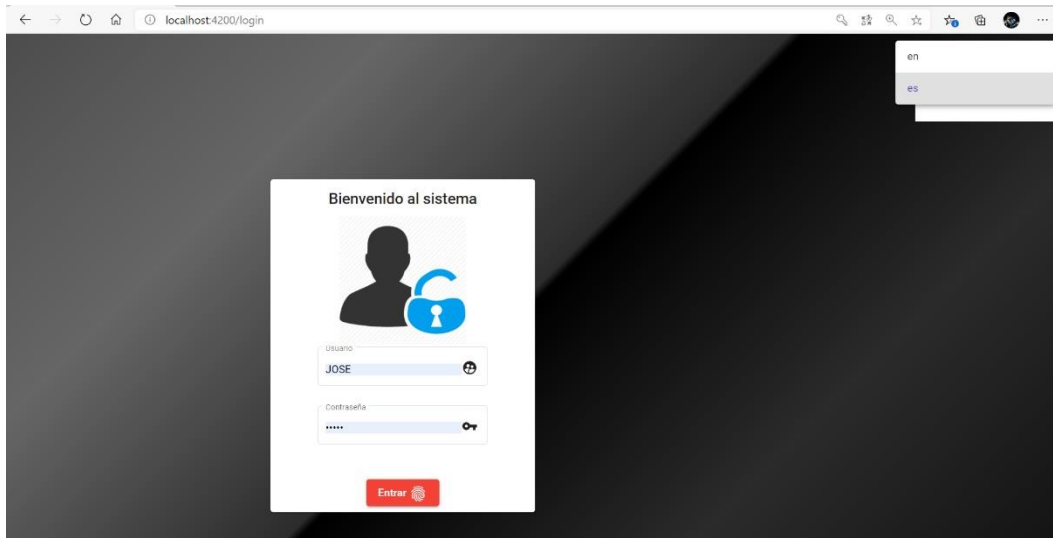 localhost:4200/login
en
es
Bienvenido al sistema
Usuario
JOSE
Contraseña
•••••
Entrar